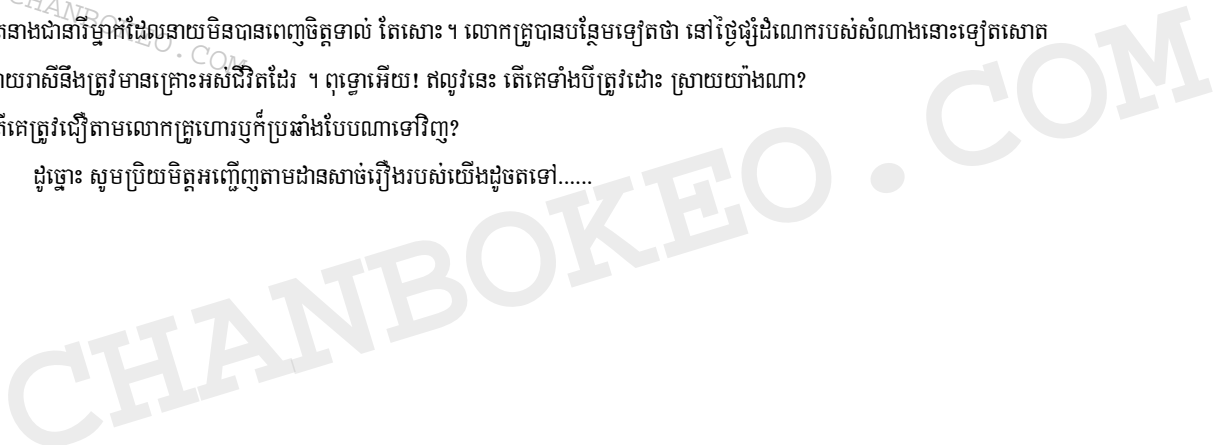 CHANBOKEO.COM
នាងជានារីម្នាក់ដែលនាយមិនបានពេញចិត្តទាល់ តែសោះ។ លោកគ្រូបានបន្ថែមទៀតថា នៅថ្ងៃផ្សំដំណេករបស់សំណាងនោះទៀតសោត
រាសីនឹងត្រូវមានគ្រោះអស់ជីវិតដែរ ។ ពុទ្ធោអើយ! ឥលូវនេះ តើគេទាំងបីត្រូវដោះ ស្រាយយ៉ាងណា?
គេត្រូវជឿតាមលោកគ្រូហោរឬក៏ប្រឆាំងបែបណាទៅវិញ?
ដូច្នោះ សូមប្រិយមិត្តអញ្ជើញតាមដានសាច់រឿងរបស់យើងដូចតទៅ......
CHANBOKEO.COM